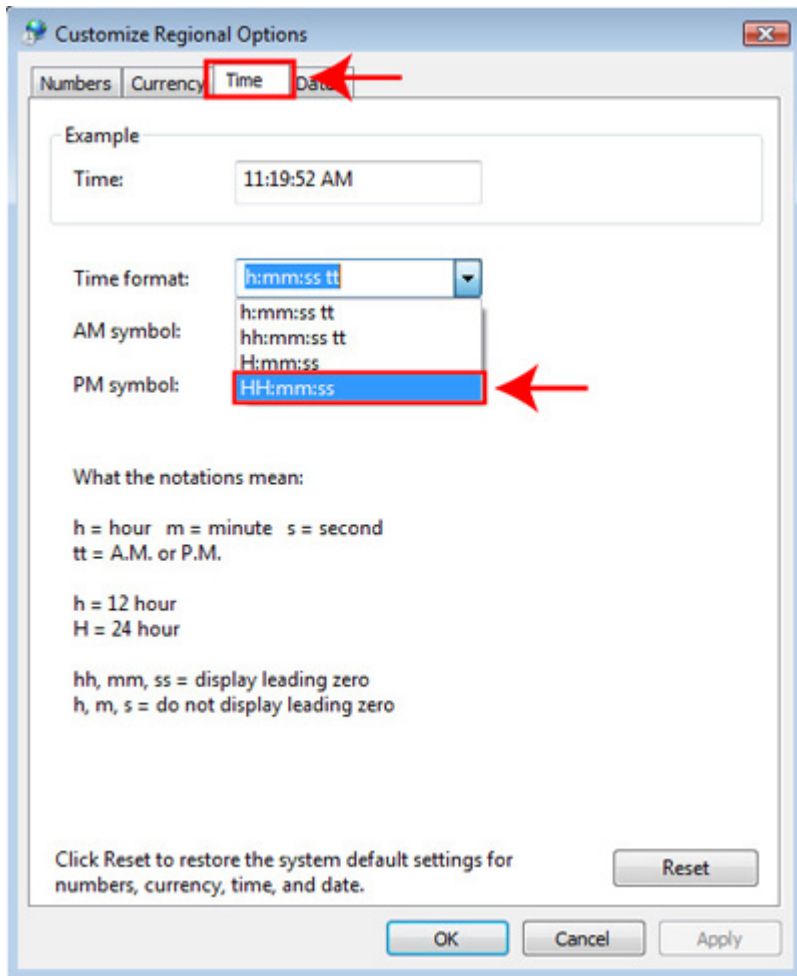 Customize Regional Options
Numbers Currency Time Date
Example
Time: 11:19:52 AM
Time format: h:mm:ss tt
h:mm:ss tt
AM symbol: hh:mm:ss tt
H:mm:ss
PM symbol: HH:mm:ss
What the notations mean:
h = hour m = minute s = second
tt = A.M. or P.M.
h = 12 hour
H = 24 hour
hh, mm, ss = display leading zero
h, m, s = do not display leading zero
Click Reset to restore the system default settings for
numbers, currency, time, and date.
Reset
OK Cancel Apply